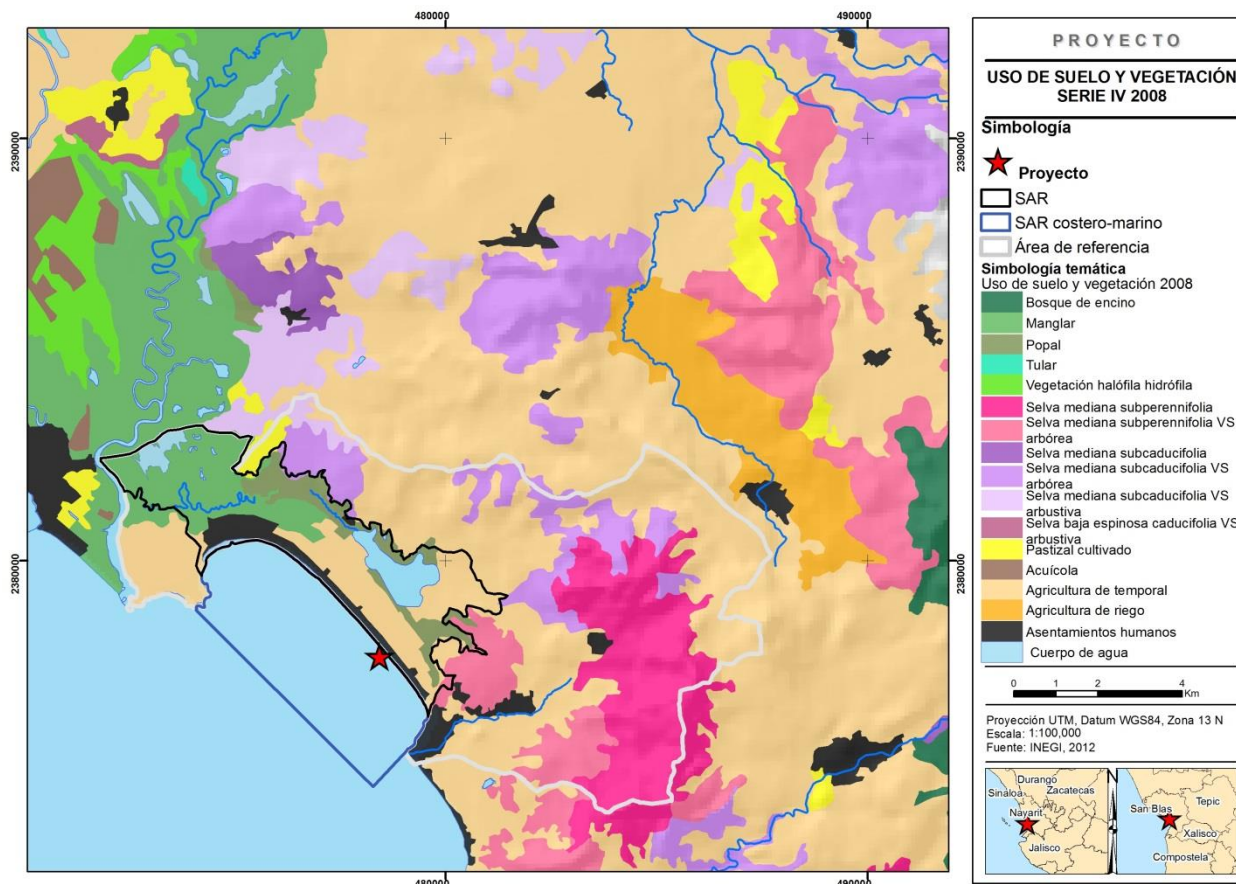 480000
490000
2390000
2390000
2380000
2380000
480000
490000
PROYECTO
USO DE SUELO Y VEGETACIÓN
SERIE IV 2008
Simbología
Proyecto
SAR
SAR costero-marino
Área de referencia
Simbología temática
Uso de suelo y vegetación 2008
Bosque de encino
Manglar
Popal
Tular
Vegetación halófila hidrófila
Selva mediana subperennifolia
Selva mediana subperennifolia VS
arbórea
Selva mediana subcaducifolia
Selva mediana subcaducifolia VS
arbórea
Selva mediana subcaducifolia VS
arbustiva
Selva baja espinosa caducifolia VS
arbustiva
Pastizal cultivado
Acuícola
Agricultura de temporal
Agricultura de riego
Asentamientos humanos
Cuerpo de agua
0 1 2 4
Km
Proyección UTM, Datum WGS84, Zona 13 N
Escala: 1:100,000
Fuente: INEGI, 2012
Durango
Sinaloa
Zacatecas
Nayarit
Jalisco
N
San Blas
Tepic
Xalisco
Compostela